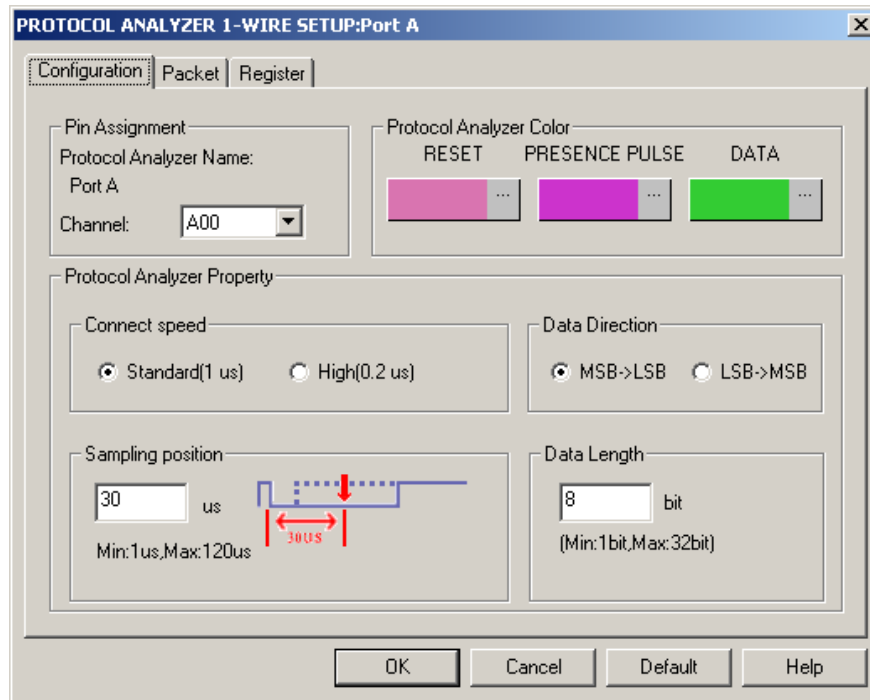 PROTOCOL ANALYZER 1-WIRE SETUP:Port A
Configuration Packet Register
Pin Assignment
Protocol Analyzer Name:
Port A
Channel: A00
Protocol Analyzer Color
RESET PRESENCE PULSE DATA
... ... ...
Protocol Analyzer Property
Connect speed
Standard(1 us) High(0.2 us)
Data Direction
MSB->LSB LSB->MSB
Sampling position
30 us
30US
Min:1us,Max:120us
Data Length
8 bit
(Min:1bit,Max:32bit)
OK Cancel Default Help